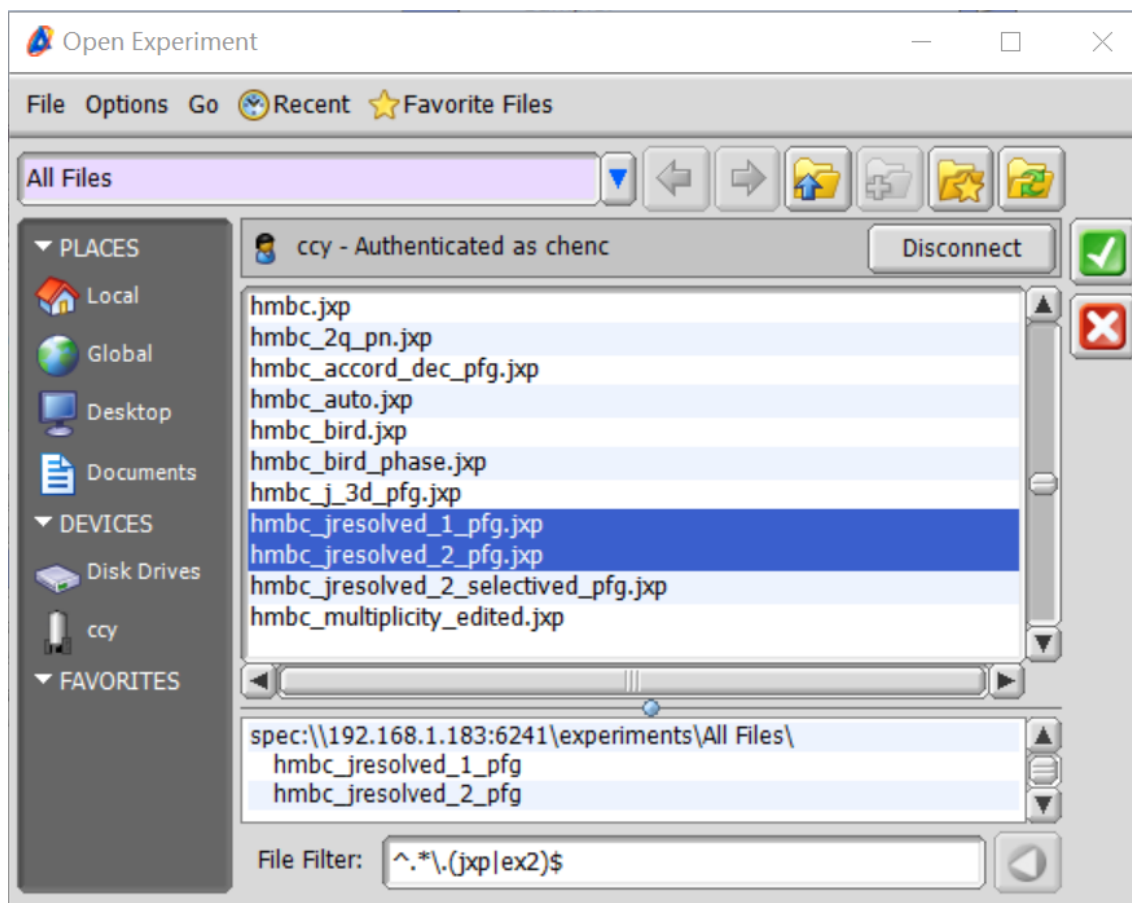 Open Experiment
File Options Go Recent Favorite Files
All Files
PLACES
Local
Global
Desktop
Documents
DEVICES
Disk Drives
ccy
FAVORITES
ccy - Authenticated as chenc
Disconnect
hmbc.jxp
hmbc_2q_pn.jxp
hmbc_accord_dec_pfg.jxp
hmbc_auto.jxp
hmbc_bird.jxp
hmbc_bird_phase.jxp
hmbc_j_3d_pfg.jxp
hmbc_jresolved_1_pfg.jxp
hmbc_jresolved_2_pfg.jxp
hmbc_jresolved_2_selectived_pfg.jxp
hmbc_multiplicity_edited.jxp
spec:\\192.168.1.183:6241\experiments\All Files\
hmbc_jresolved_1_pfg
hmbc_jresolved_2_pfg
File Filter: ^.*\.(jxp|ex2)$